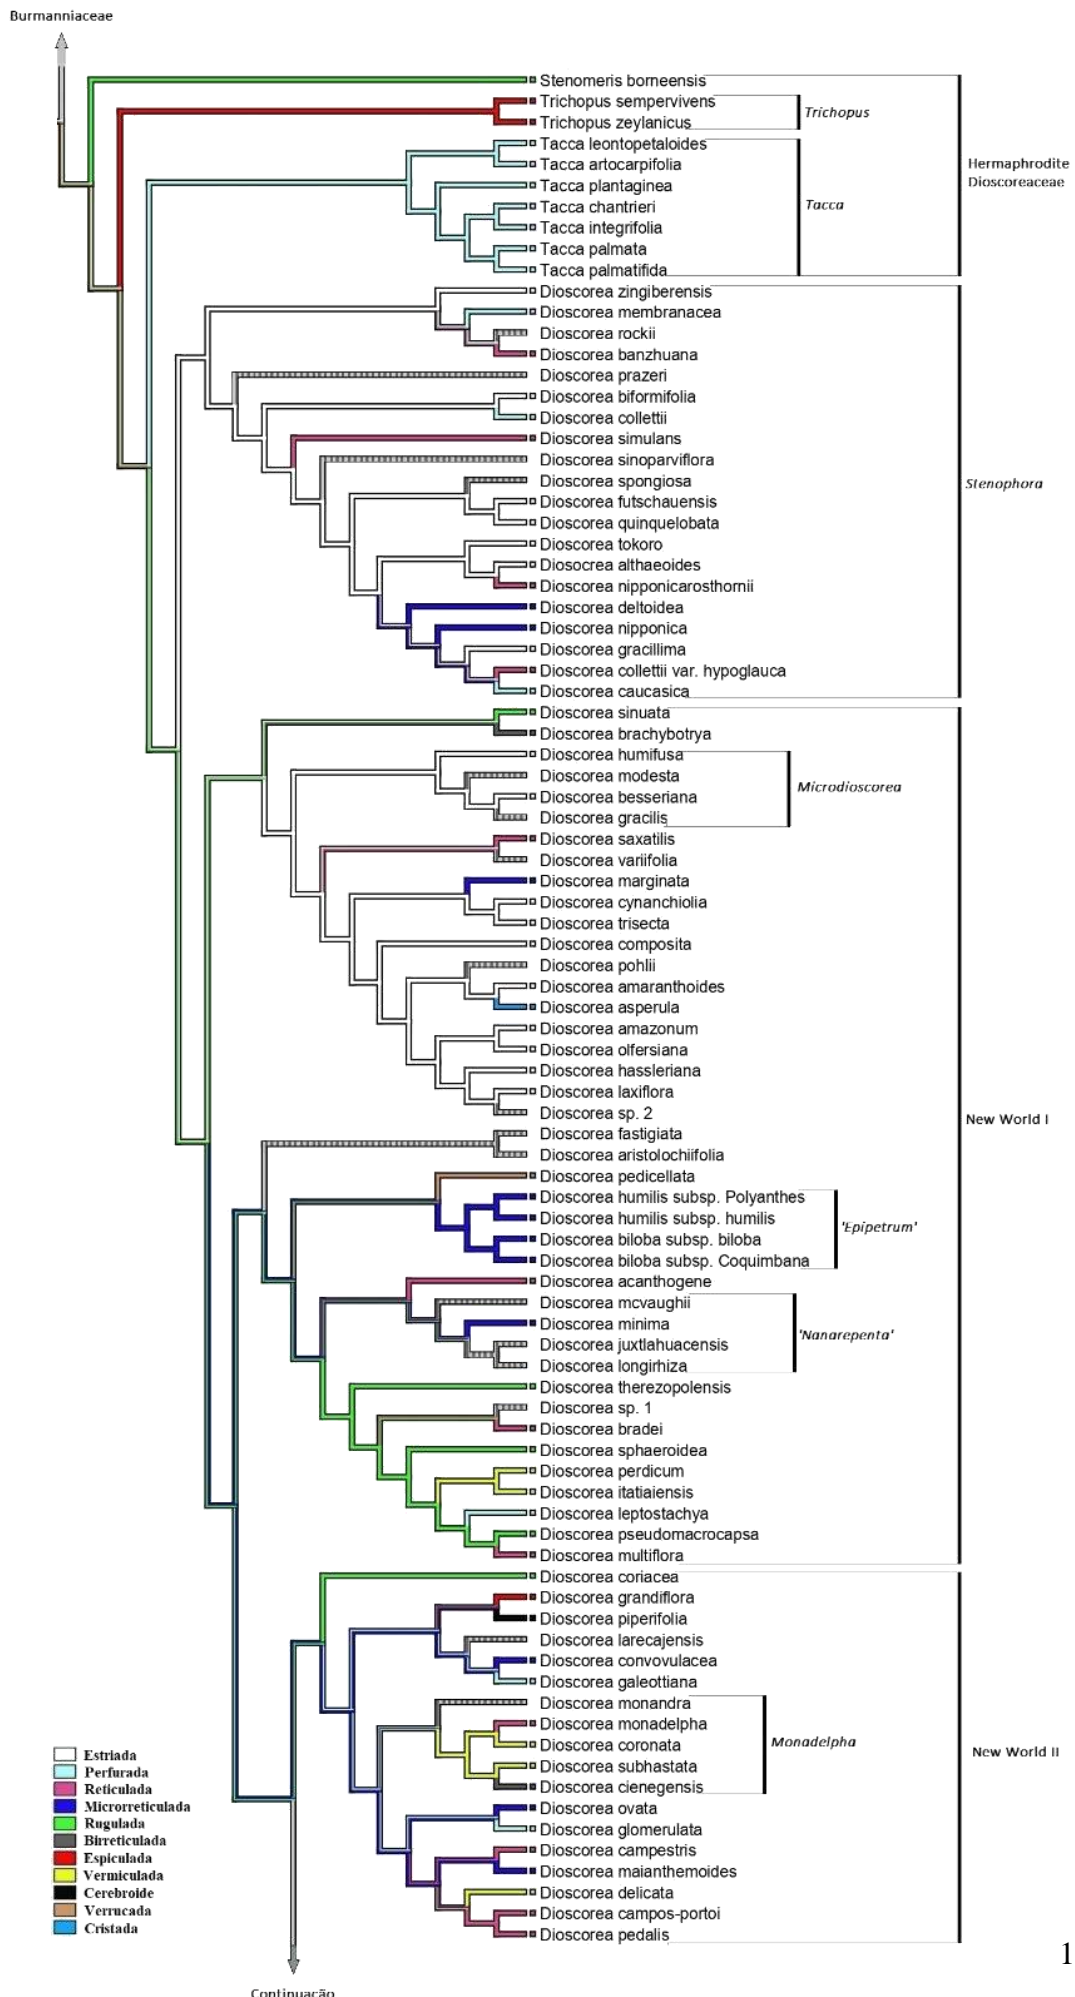 Burmanniaceae
Stenomeris borneensis
Trichopus sempervivens
Trichopus zeylanicus
Trichopus
Tacca leontopetaloides
Tacca artocarpifolia
Tacca plantaginea
Tacca chantrieri
Tacca integrifolia
Tacca palmata
Tacca palmatifida
Tacca
Hermaphrodite
Dioscoreaceae
Dioscorea zingiberensis
Dioscorea membranacea
Dioscorea rockii
Dioscorea banzhuana
Dioscorea prazeri
Dioscorea biformifolia
Dioscorea collettii
Dioscorea simulans
Dioscorea sinoparviflora
Dioscorea spongiosa
Dioscorea futschauensis
Dioscorea quinquelobata
Dioscorea tokoro
Diosocrea althaeoides
Dioscorea nipponicarosthornii
Dioscorea deltoidea
Dioscorea nipponica
Dioscorea gracillima
Dioscorea collettii var. hypoglauca
Dioscorea caucasica
Stenophora
Dioscorea sinuata
Dioscorea brachybotrya
Dioscorea humifusa
Dioscorea modesta
Dioscorea besseriana
Dioscorea gracilis
Microdioscorea
Dioscorea saxatilis
Dioscorea variifolia
Dioscorea marginata
Dioscorea cynanchiolia
Dioscorea trisecta
Dioscorea composita
Dioscorea pohlii
Dioscorea amaranthoides
Dioscorea asperula
Dioscorea amazonum
Dioscorea olfersiana
Dioscorea hassleriana
Dioscorea laxiflora
Dioscorea sp. 2
Dioscorea fastigiata
Dioscorea aristolochiifolia
Dioscorea pedicellata
Dioscorea humilis subsp. Polyanthes
Dioscorea humilis subsp. humilis
Dioscorea biloba subsp. biloba
Dioscorea biloba subsp. Coquimbana
'Epipetrum'
Dioscorea acanthogene
Dioscorea mcvaughii
Dioscorea minima
Dioscorea juxtlahuacensis
Dioscorea longirhiza
'Nanarepenta'
Dioscorea therezopolensis
Dioscorea sp. 1
Dioscorea bradei
Dioscorea sphaeroidea
Dioscorea perdicum
Dioscorea itatiaiensis
Dioscorea leptostachya
Dioscorea pseudomacrocapsa
Dioscorea multiflora
New World I
Dioscorea coriacea
Dioscorea grandiflora
Dioscorea piperifolia
Dioscorea larecajensis
Dioscorea convovulacea
Dioscorea galeottiana
Dioscorea monandra
Dioscorea monadelpha
Dioscorea coronata
Dioscorea subhastata
Dioscorea cienegensis
Monadelpha
Dioscorea ovata
Dioscorea glomerulata
Dioscorea campestris
Dioscorea maianthemoides
Dioscorea delicata
Dioscorea campos-portoi
Dioscorea pedalis
New World II
Estriada
Perfurada
Reticulada
Microrreticulada
Rugulada
Birreticulada
Espiculada
Vermiculada
Cerebroide
Verrucada
Cristada
1
Continuação